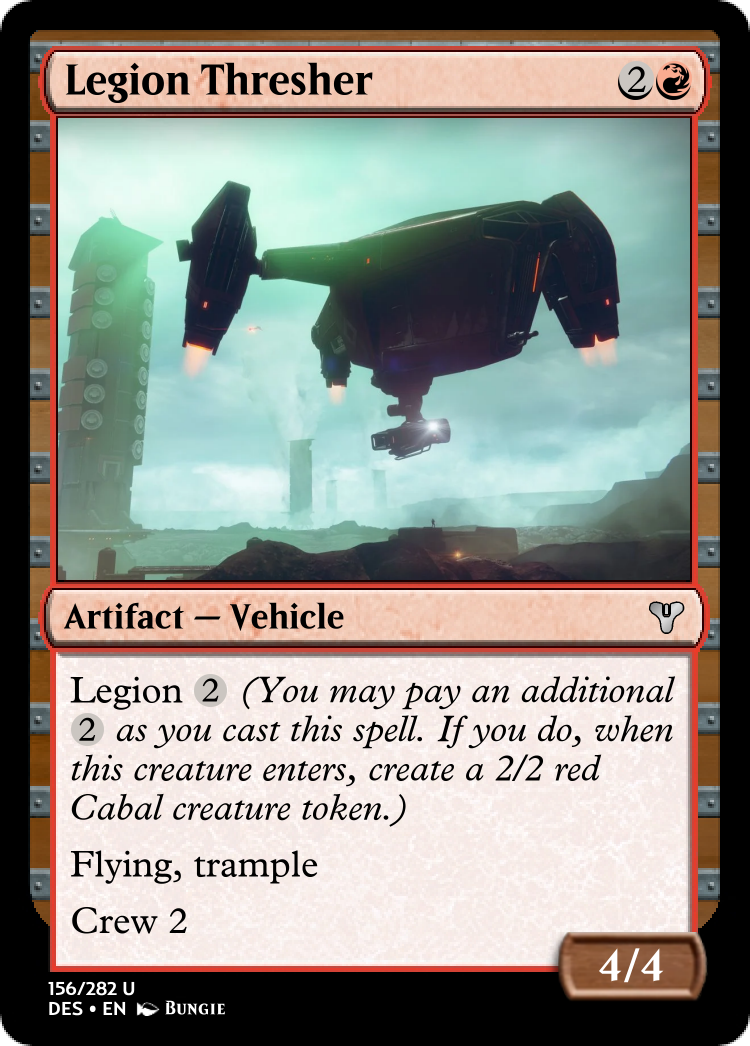 Legion Thresher 2
Artifact — Vehicle
Legion 2 (You may pay an additional
2 as you cast this spell. If you do, when
this creature enters, create a 2/2 red
Cabal creature token.)
Flying, trample
Crew 2
4/4
156/282 U
DES • EN BUNGIE